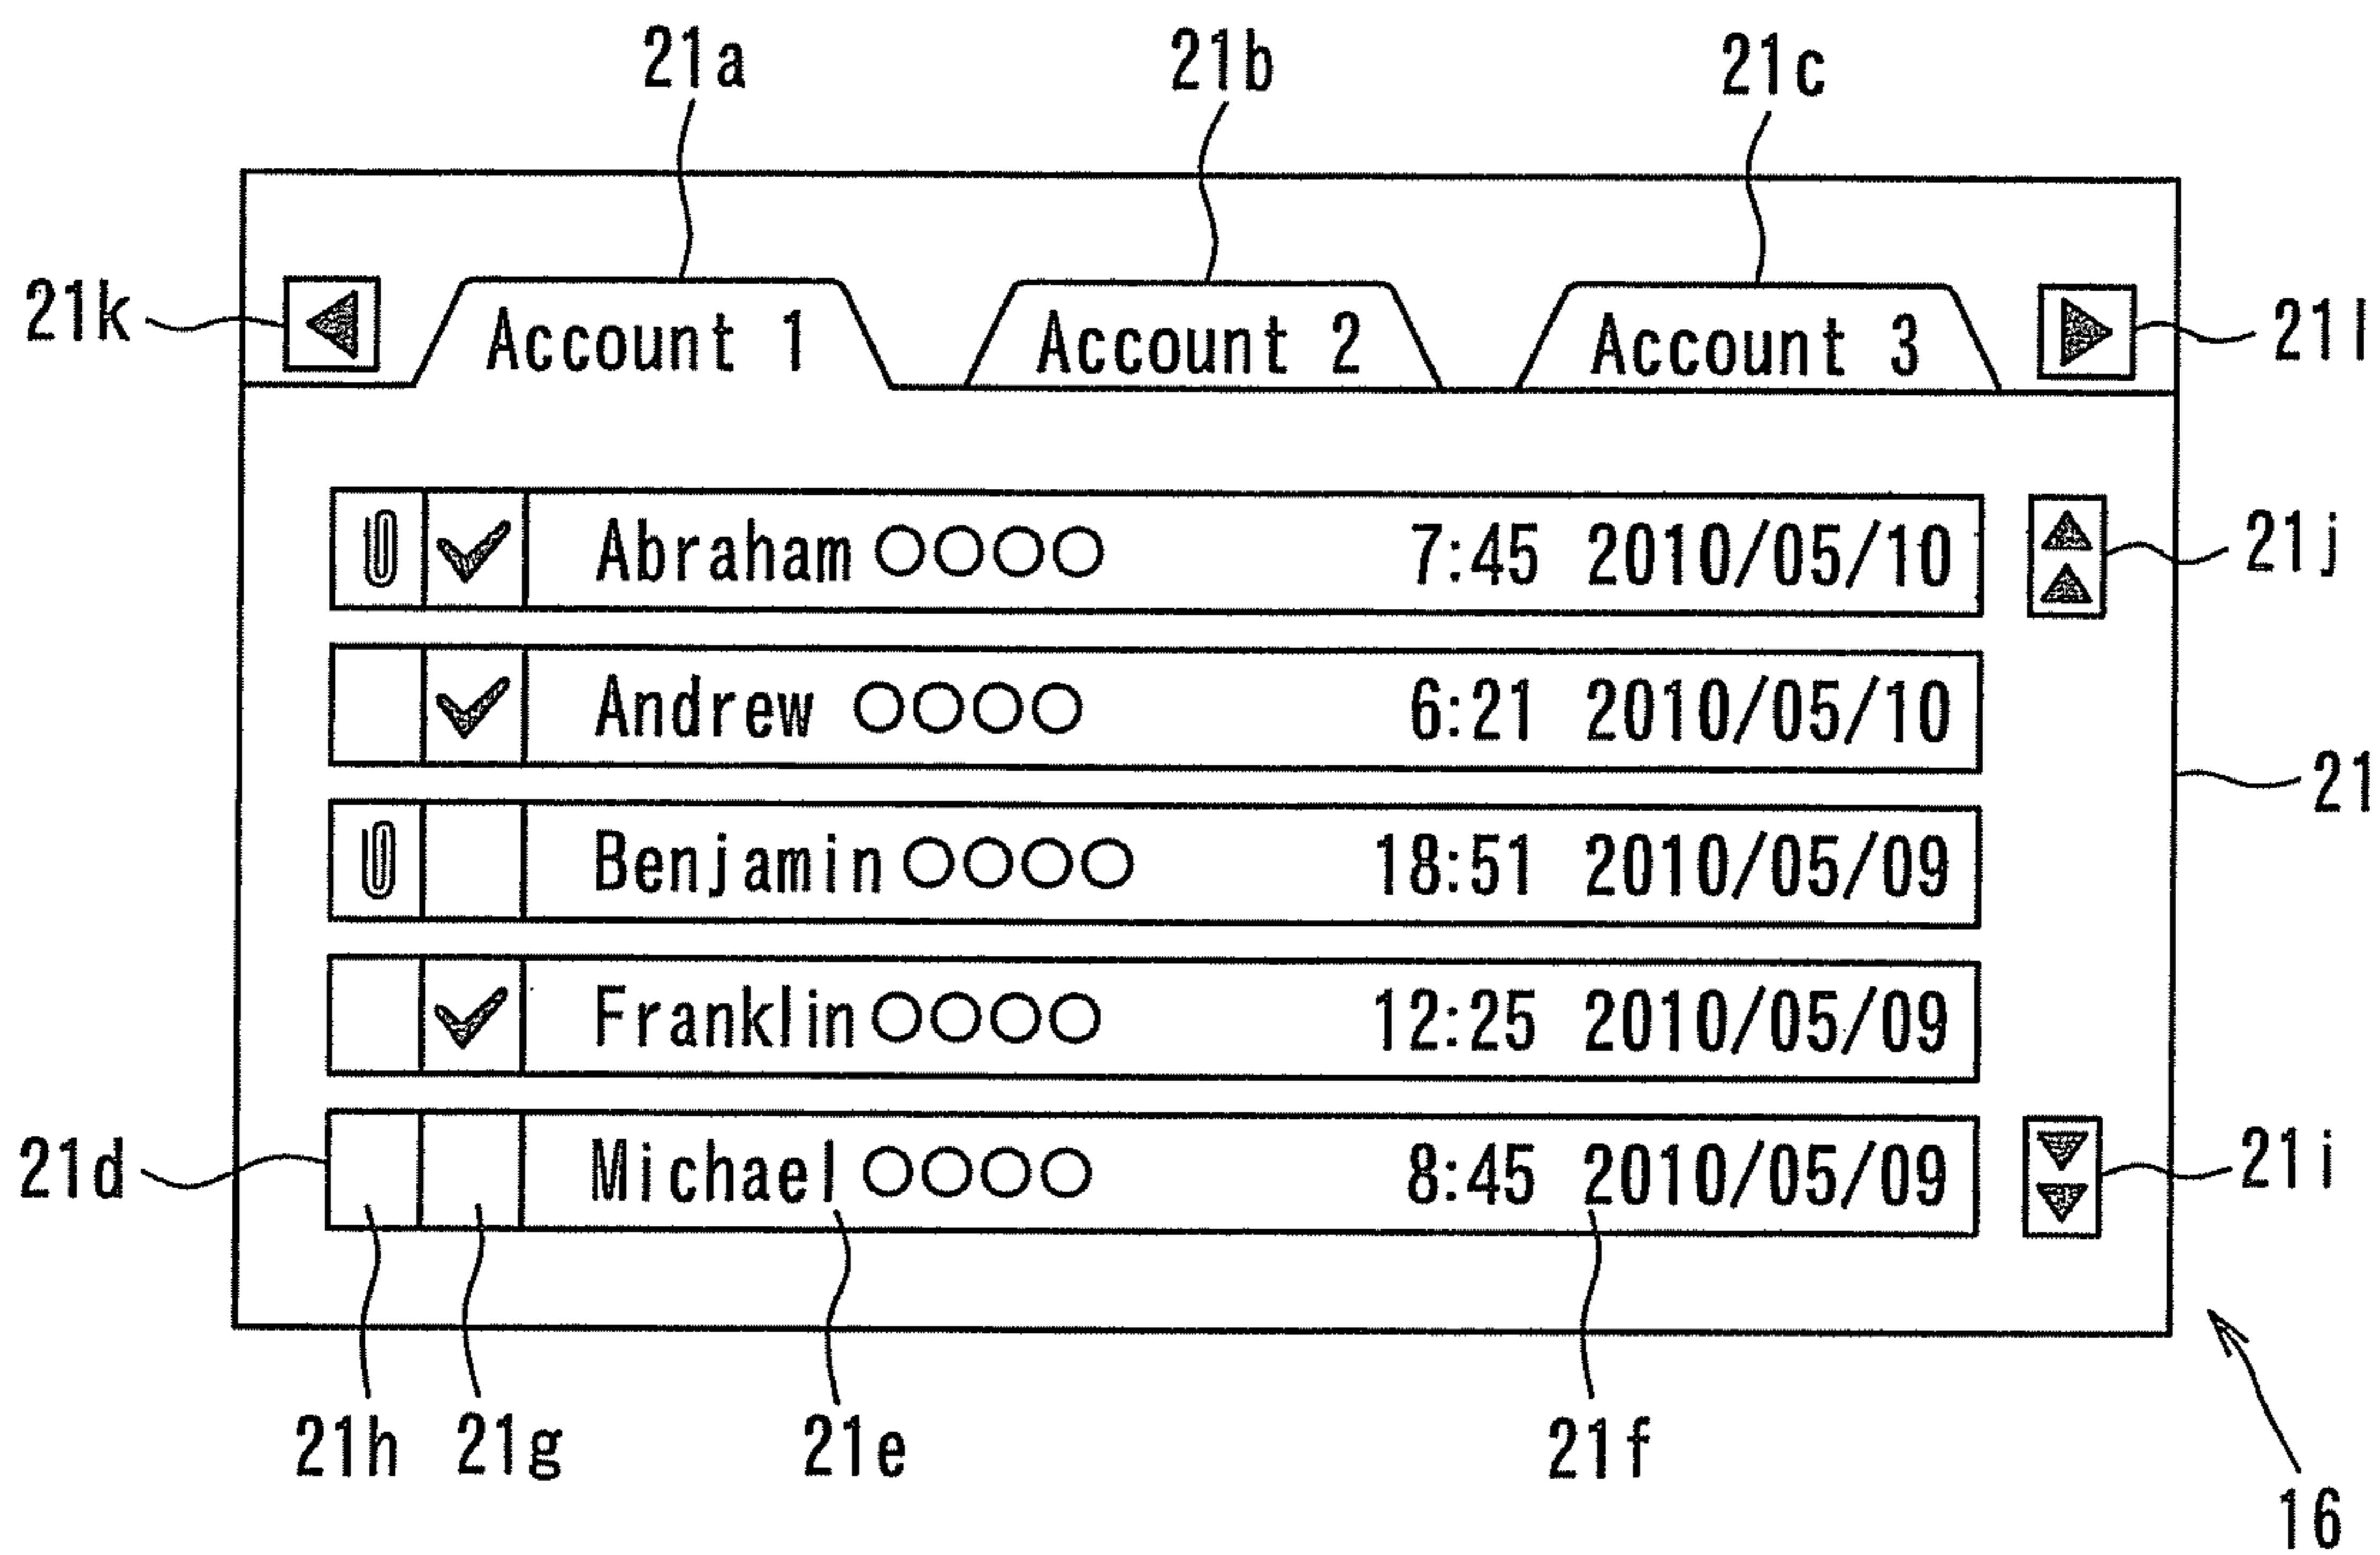 21a 21b 21c
21k Account 1 Account 2 Account 3 21l
Abraham○○○○ 7:45 2010/05/10 21j
Andrew ○○○○ 6:21 2010/05/10
21
Benjamin○○○○ 18:51 2010/05/09
Franklin○○○○ 12:25 2010/05/09
21d Michael○○○○ 8:45 2010/05/09 21i
21h 21g 21e 21f
16